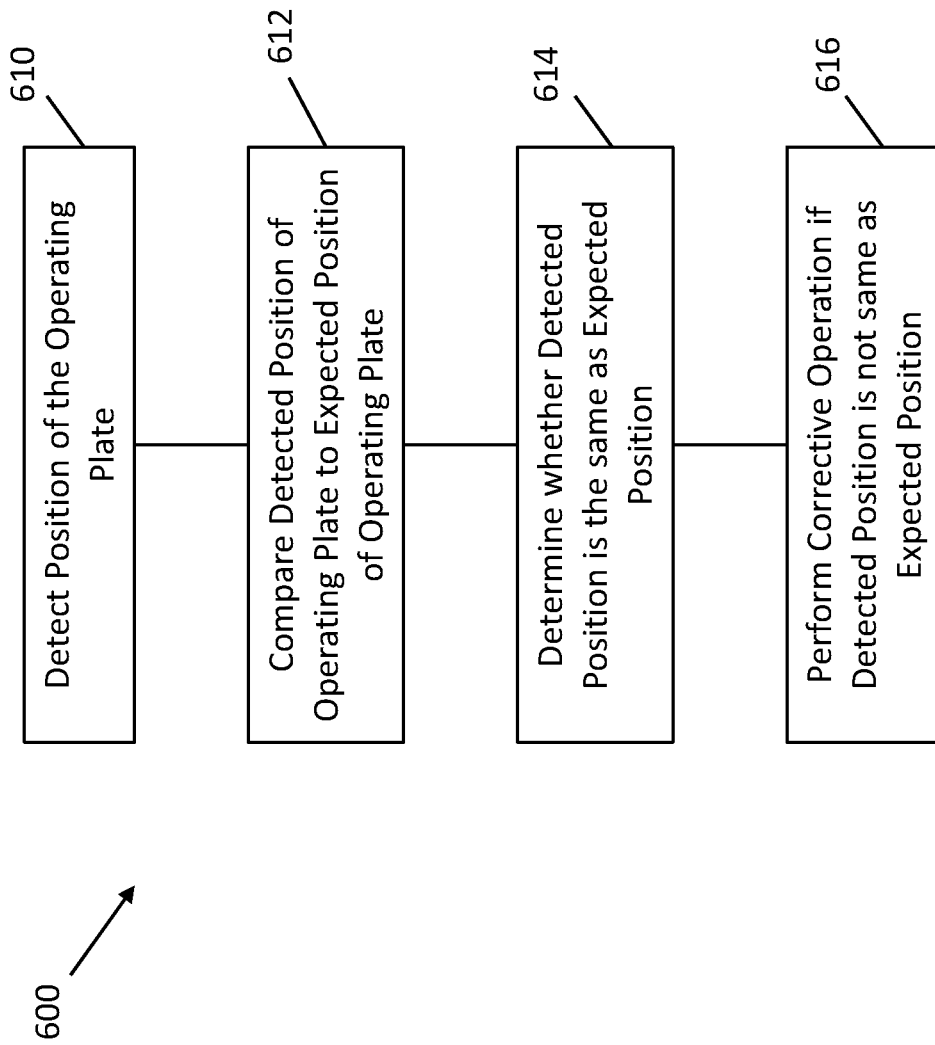 600
610
Detect Position of the Operating
Plate
612
Compare Detected Position of
Operating Plate to Expected Position
of Operating Plate
614
Determine whether Detected
Position is the same as Expected
Position
616
Perform Corrective Operation if
Detected Position is not same as
Expected Position